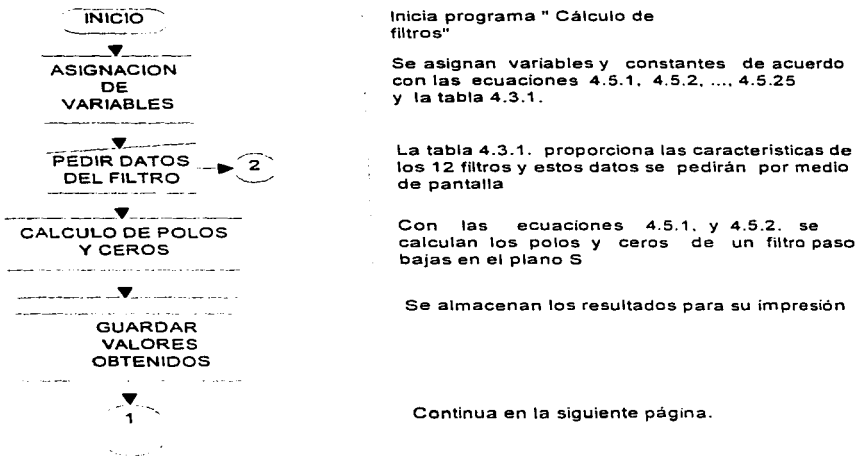 INICIO
Inicia programa " Cálculo de
filtros"
ASIGNACION
DE
VARIABLES
Se asignan variables y constantes de acuerdo
con las ecuaciones 4.5.1, 4.5.2, ..., 4.5.25
y la tabla 4.3.1.
PEDIR DATOS
DEL FILTRO
2
La tabla 4.3.1. proporciona las características de
los 12 filtros y estos datos se pedirán por medio
de pantalla
CALCULO DE POLOS
Y CEROS
Con las ecuaciones 4.5.1. y 4.5.2. se
calculan los polos y ceros de un filtro paso
bajas en el plano S
GUARDAR
VALORES
OBTENIDOS
Se almacenan los resultados para su impresión
1
Continua en la siguiente página.